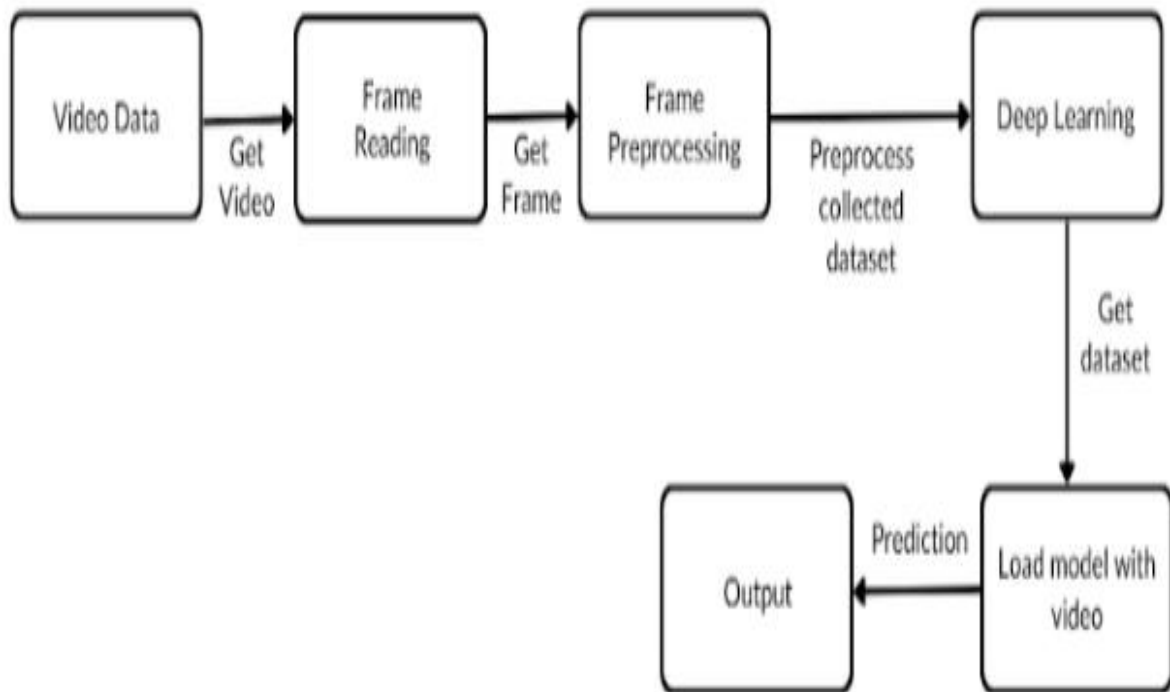 Video Data
Get
Video
Frame
Reading
Get
Frame
Frame
Preprocessing
Preprocess
collected
dataset
Deep Learning
Get
dataset
Load model with
video
Prediction
Output